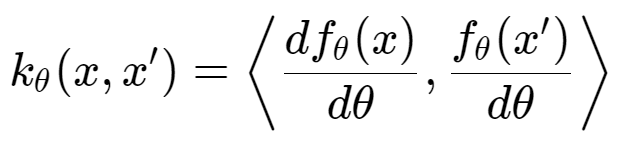 k_θ(x, x′) = ⟨ df_θ(x)/dθ , f_θ(x′)/dθ ⟩